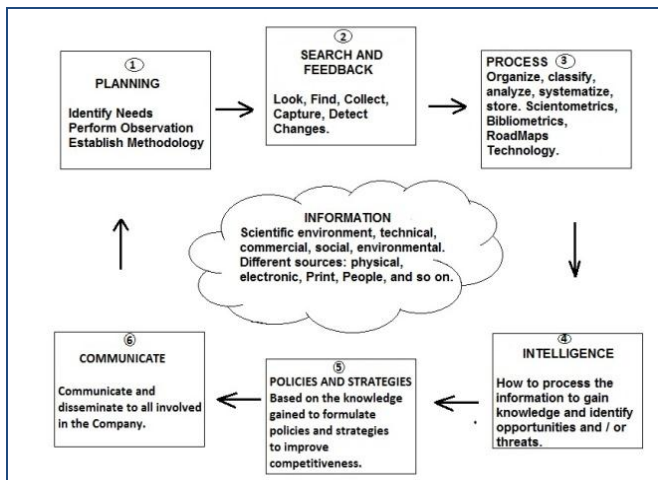 ①
PLANNING
Identify Needs
Perform Observation
Establish Methodology
②
SEARCH AND
FEEDBACK
Look, Find, Collect,
Capture, Detect
Changes.
PROCESS ③
Organize, classify,
analyze, systematize,
store. Scientometrics,
Bibliometrics,
RoadMaps
Technology.
INFORMATION
Scientific environment, technical,
commercial, social, environmental.
Different sources: physical,
electronic, Print, People, and so on.
④
INTELLIGENCE
How to process the
information to gain
knowledge and identify
opportunities and / or
threats.
⑤
POLICIES AND STRATEGIES
Based on the knowledge
gained to formulate
policies and strategies
to improve
competitiveness.
⑥
COMMUNICATE
Communicate and
disseminate to all involved
in the Company.